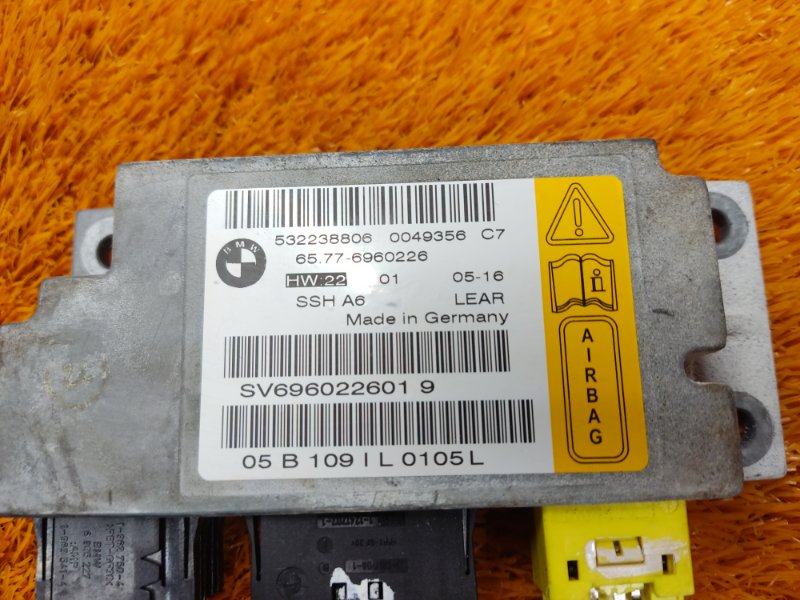 532238806 0049356 C7
BMW
65.77-6960226
HW:22 01 05-16
SSH A6 LEAR
Made in Germany
SV696022601 9
05 B 109 I L 0105 L
AIRBAG
BMW